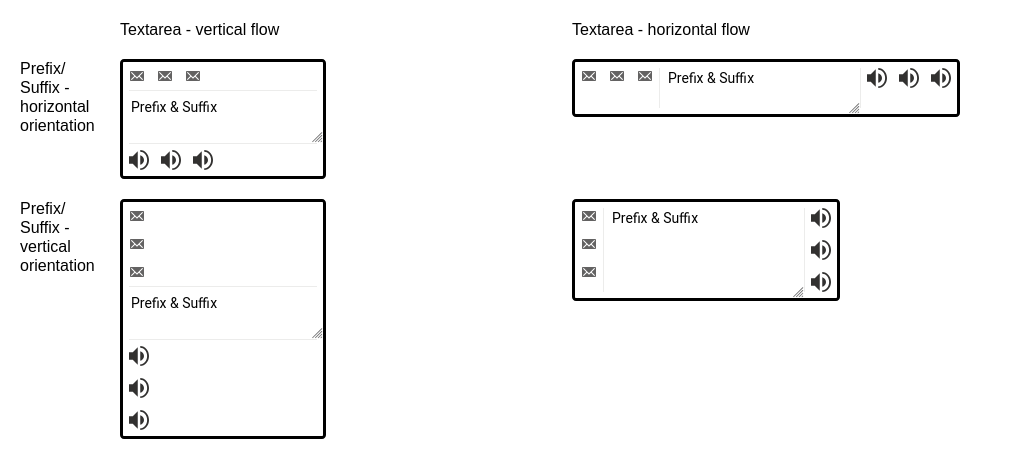 Textarea - vertical flow
Textarea - horizontal flow
Prefix/
Suffix -
horizontal
orientation
Prefix & Suffix
Prefix & Suffix
Prefix/
Suffix -
vertical
orientation
Prefix & Suffix
Prefix & Suffix